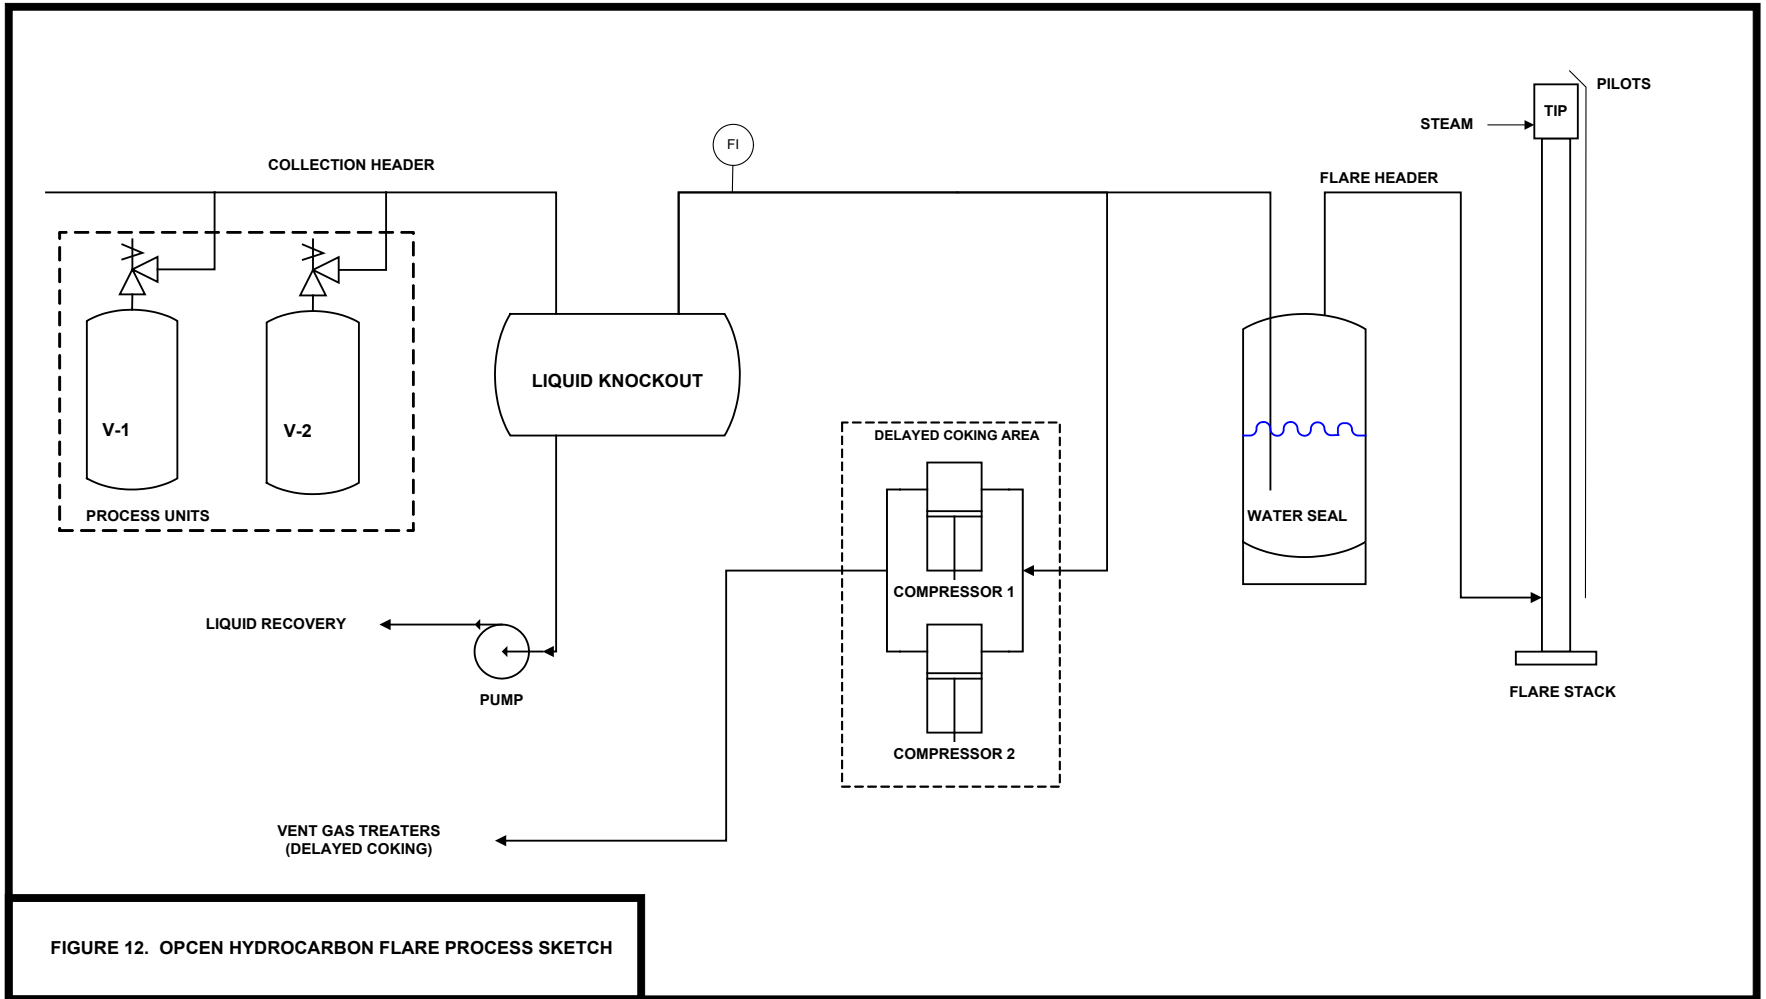 PILOTS
TIP
STEAM
FI
COLLECTION HEADER
FLARE HEADER
LIQUID KNOCKOUT
V-1
V-2
DELAYED COKING AREA
PROCESS UNITS
WATER SEAL
COMPRESSOR 1
LIQUID RECOVERY
PUMP
FLARE STACK
COMPRESSOR 2
VENT GAS TREATERS
(DELAYED COKING)
FIGURE 12.  OPCEN HYDROCARBON FLARE PROCESS SKETCH